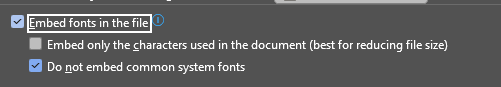 Embed fonts in the file
Embed only the characters used in the document (best for reducing file size)
Do not embed common system fonts